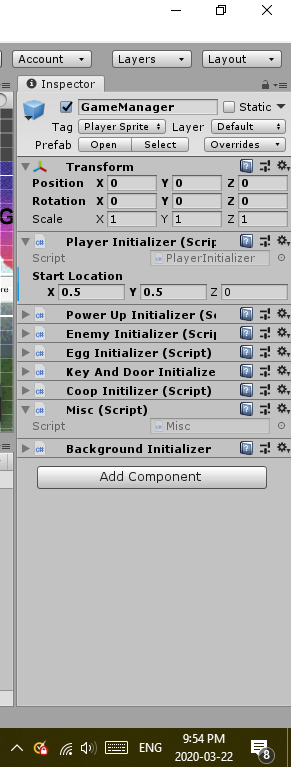 Account Layers Layout
Inspector
GameManager Static
Tag Player Sprite Layer Default
Prefab Open Select Overrides
Transform
Position X 0 Y 0 Z 0
Rotation X 0 Y 0 Z 0
Scale X 1 Y 1 Z 1
Player Initializer (Scrip
Script PlayerInitializer
Start Location
X 0.5 Y 0.5 Z 0
Power Up Initializer (Sc
Enemy Initializer (Scrip
Egg Initilizer (Script)
Key And Door Initialize
Coop Initilizer (Script)
Misc (Script)
Script Misc
Background Initializer
Add Component
ENG 9:54 PM
2020-03-22 8